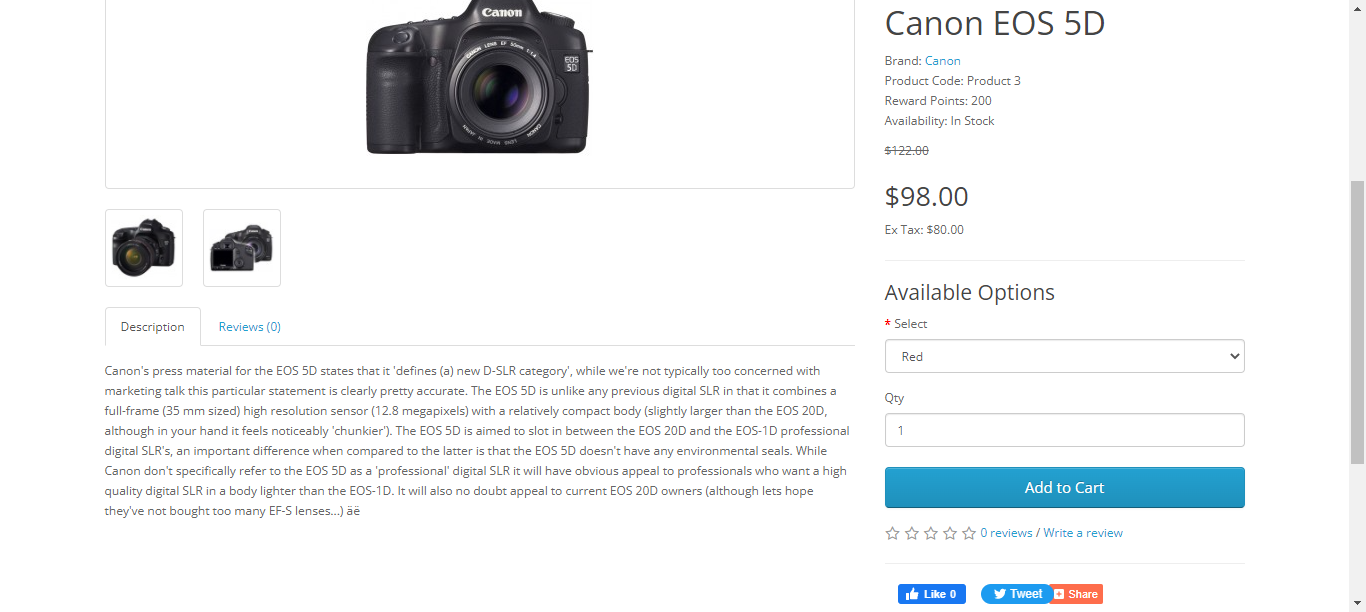 Canon
EOS
5D
CANON LENS EF 50mm 1:1.4
Canon EOS 5D
Brand: Canon
Product Code: Product 3
Reward Points: 200
Availability: In Stock
$122.00
$98.00
Ex Tax: $80.00
Available Options
* Select
Red
Qty
1
Add to Cart
0 reviews / Write a review
Like 0
Tweet
Share
Description
Reviews (0)
Canon's press material for the EOS 5D states that it 'defines (a) new D-SLR category', while we're not typically too concerned with
marketing talk this particular statement is clearly pretty accurate. The EOS 5D is unlike any previous digital SLR in that it combines a
full-frame (35 mm sized) high resolution sensor (12.8 megapixels) with a relatively compact body (slightly larger than the EOS 20D,
although in your hand it feels noticeably 'chunkier'). The EOS 5D is aimed to slot in between the EOS 20D and the EOS-1D professional
digital SLR's, an important difference when compared to the latter is that the EOS 5D doesn't have any environmental seals. While
Canon don't specifically refer to the EOS 5D as a 'professional' digital SLR it will have obvious appeal to professionals who want a high
quality digital SLR in a body lighter than the EOS-1D. It will also no doubt appeal to current EOS 20D owners (although lets hope
they've not bought too many EF-S lenses...) äë